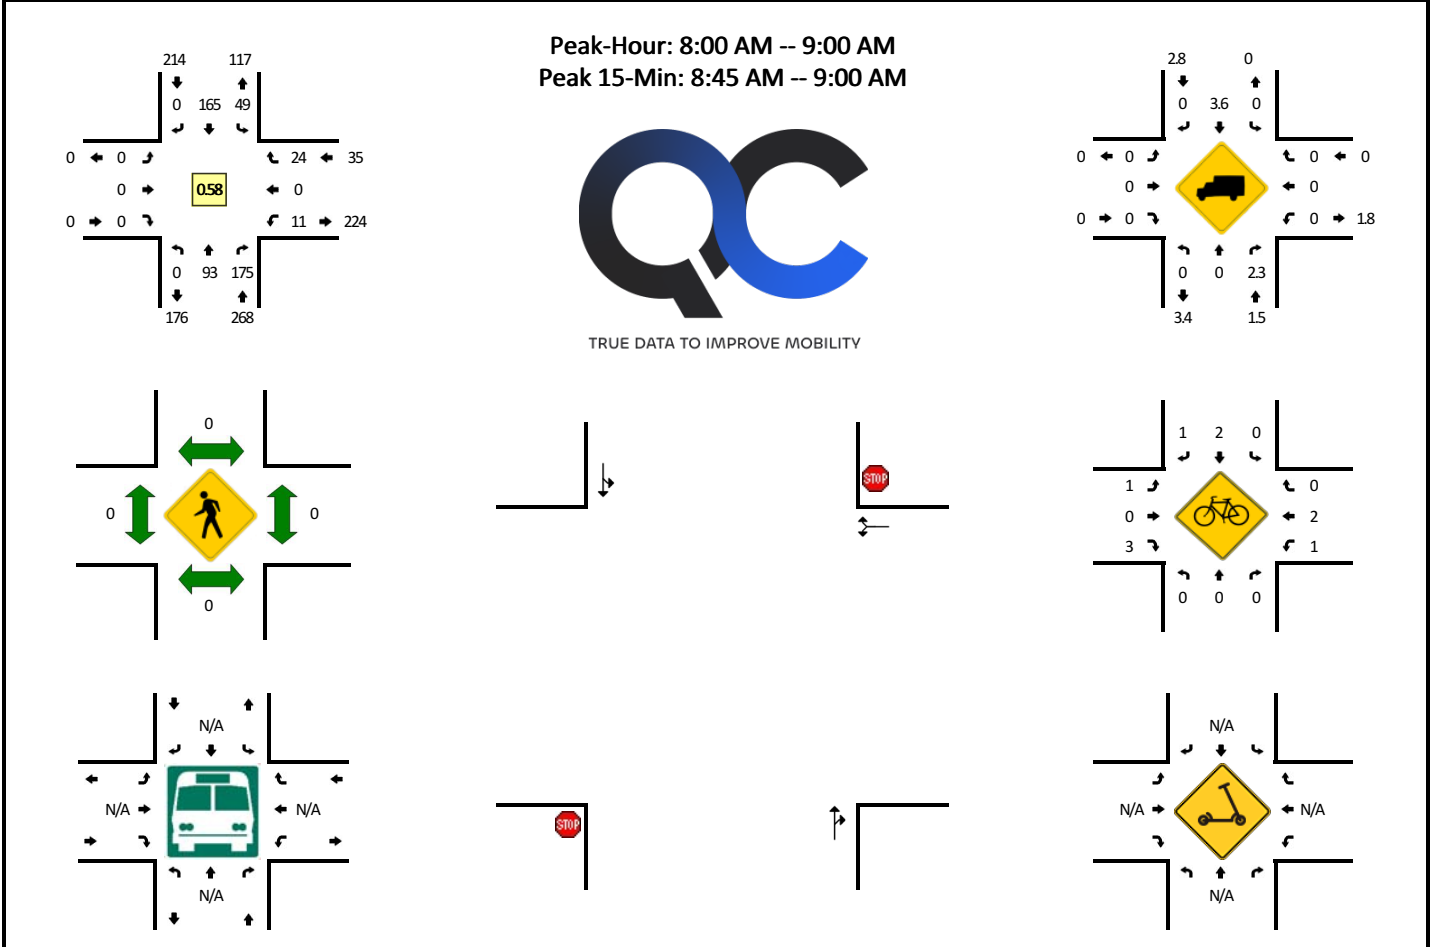 Peak-Hour: 8:00 AM -- 9:00 AM
Peak 15-Min: 8:45 AM -- 9:00 AM
214 117
0 165 49
0 0 24 35
0 0.58 0
0 0 11 224
0 93 175
176 268
QC
TRUE DATA TO IMPROVE MOBILITY
2.8 0
0 3.6 0
0 0 0 0
0 0
0 0 0 1.8
0 0 2.3
3.4 1.5
0
0 0
0
STOP
STOP
1 2 0
1 0
0 2
3 1
0 0 0
N/A
N/A N/A
N/A
N/A
N/A N/A
N/A